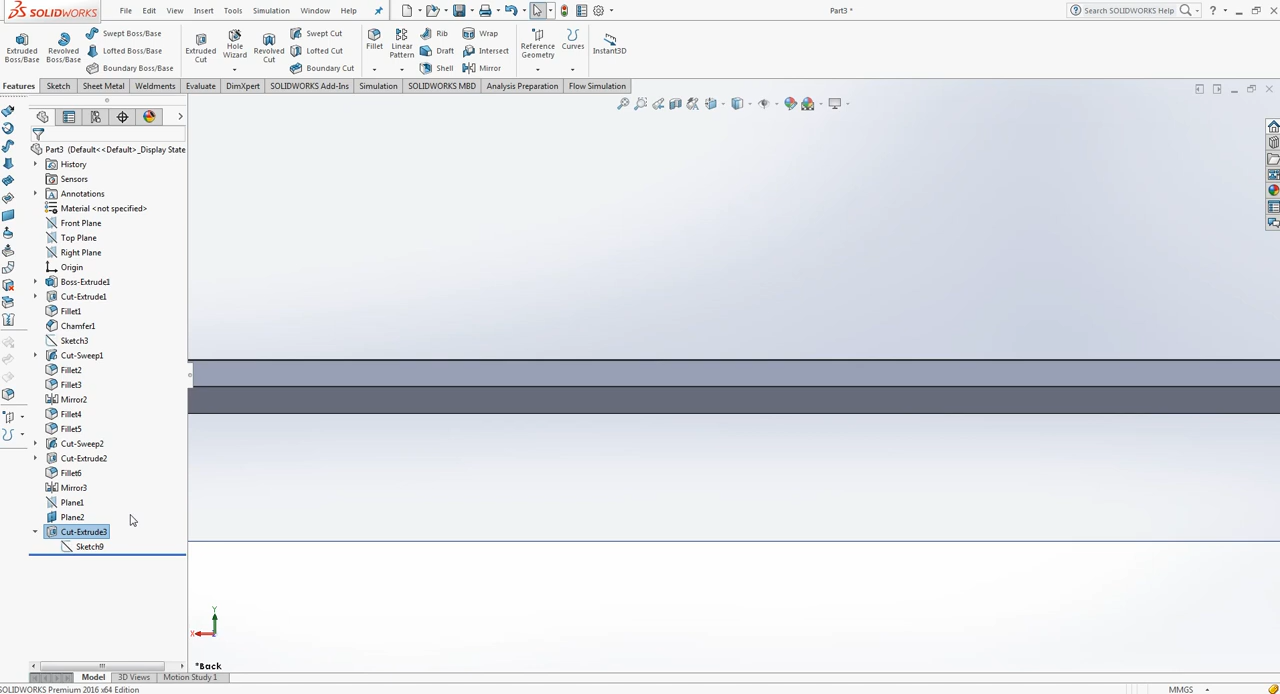 SOLIDWORKS File Edit View Insert Tools Simulation Window Help Part3 * Search SOLIDWORKS Help
Extruded Boss/Base
Revolved Boss/Base
Swept Boss/Base
Lofted Boss/Base
Boundary Boss/Base
Extruded Cut
Hole Wizard
Revolved Cut
Swept Cut
Lofted Cut
Boundary Cut
Fillet
Linear Pattern
Rib
Draft
Shell
Wrap
Intersect
Mirror
Reference Geometry
Curves
Instant3D
Features Sketch Sheet Metal Weldments Evaluate DimXpert SOLIDWORKS Add-Ins Simulation SOLIDWORKS MBD Analysis Preparation Flow Simulation
Part3 (Default<<Default>_Display State
History
Sensors
Annotations
Material <not specified>
Front Plane
Top Plane
Right Plane
Origin
Boss-Extrude1
Cut-Extrude1
Fillet1
Chamfer1
Sketch3
Cut-Sweep1
Fillet2
Fillet3
Mirror2
Fillet4
Fillet5
Cut-Sweep2
Cut-Extrude2
Fillet6
Mirror3
Plane1
Plane2
Cut-Extrude3
Sketch9
Y
X
*Back
Model 3D Views Motion Study 1
SOLIDWORKS Premium 2016 x64 Edition MMGS